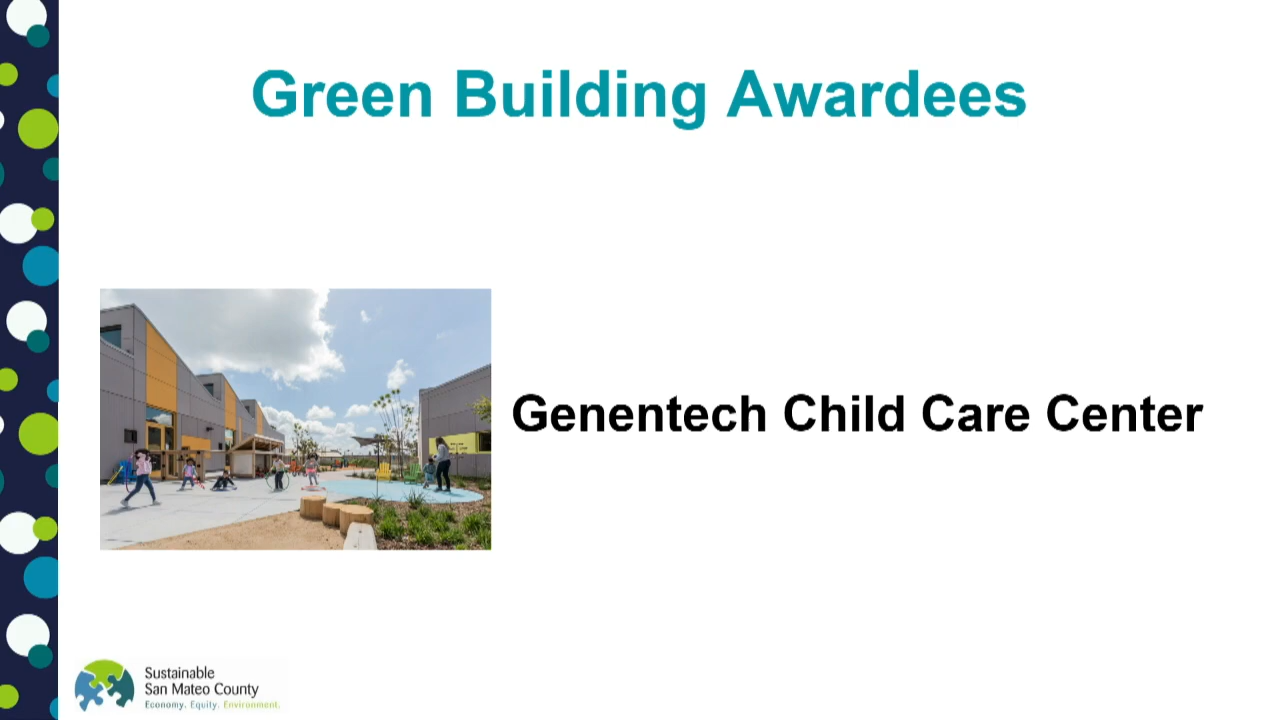 Green Building Awardees
Genentech Child Care Center
Sustainable
San Mateo County
Economy. Equity. Environment.